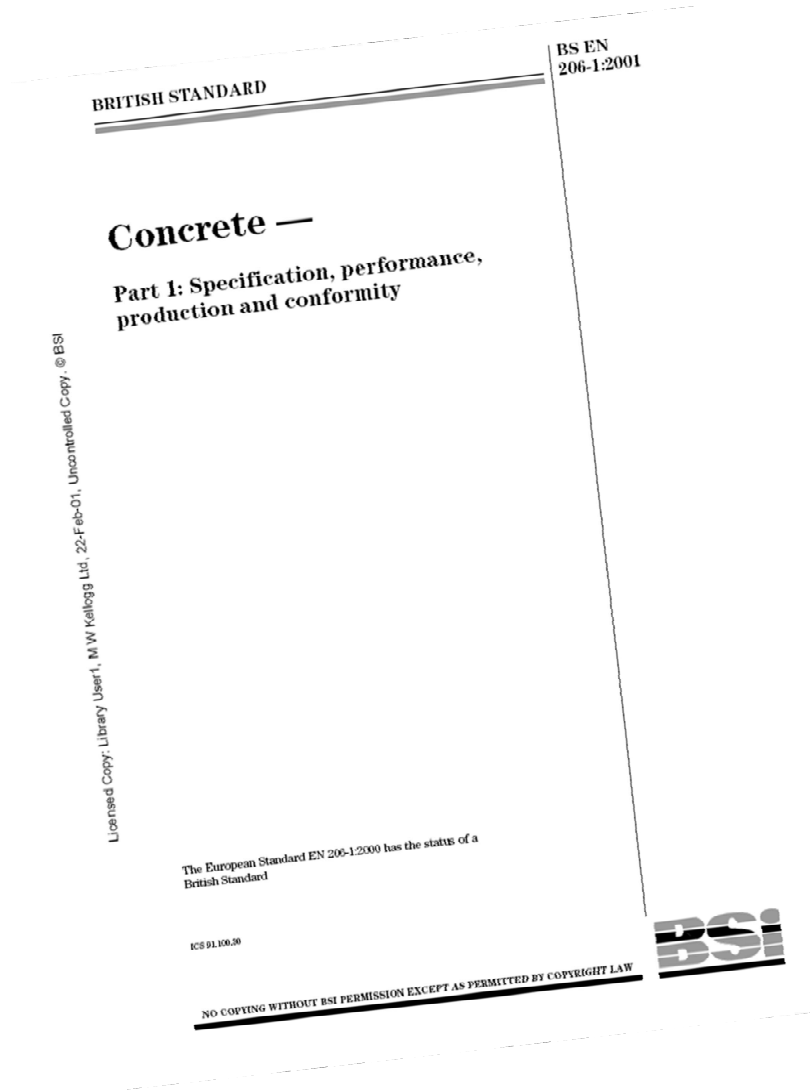 BRITISH STANDARD
BS EN
206-1:2001
Concrete —
Part 1: Specification, performance,
production and conformity
Licensed Copy: Library User1, M W Kellogg Ltd, 22-Feb-01, Uncontrolled Copy. © BSI
The European Standard EN 206-1:2000 has the status of a
British Standard
ICS 91.100.30
NO COPYING WITHOUT BSI PERMISSION EXCEPT AS PERMITTED BY COPYRIGHT LAW
BSi